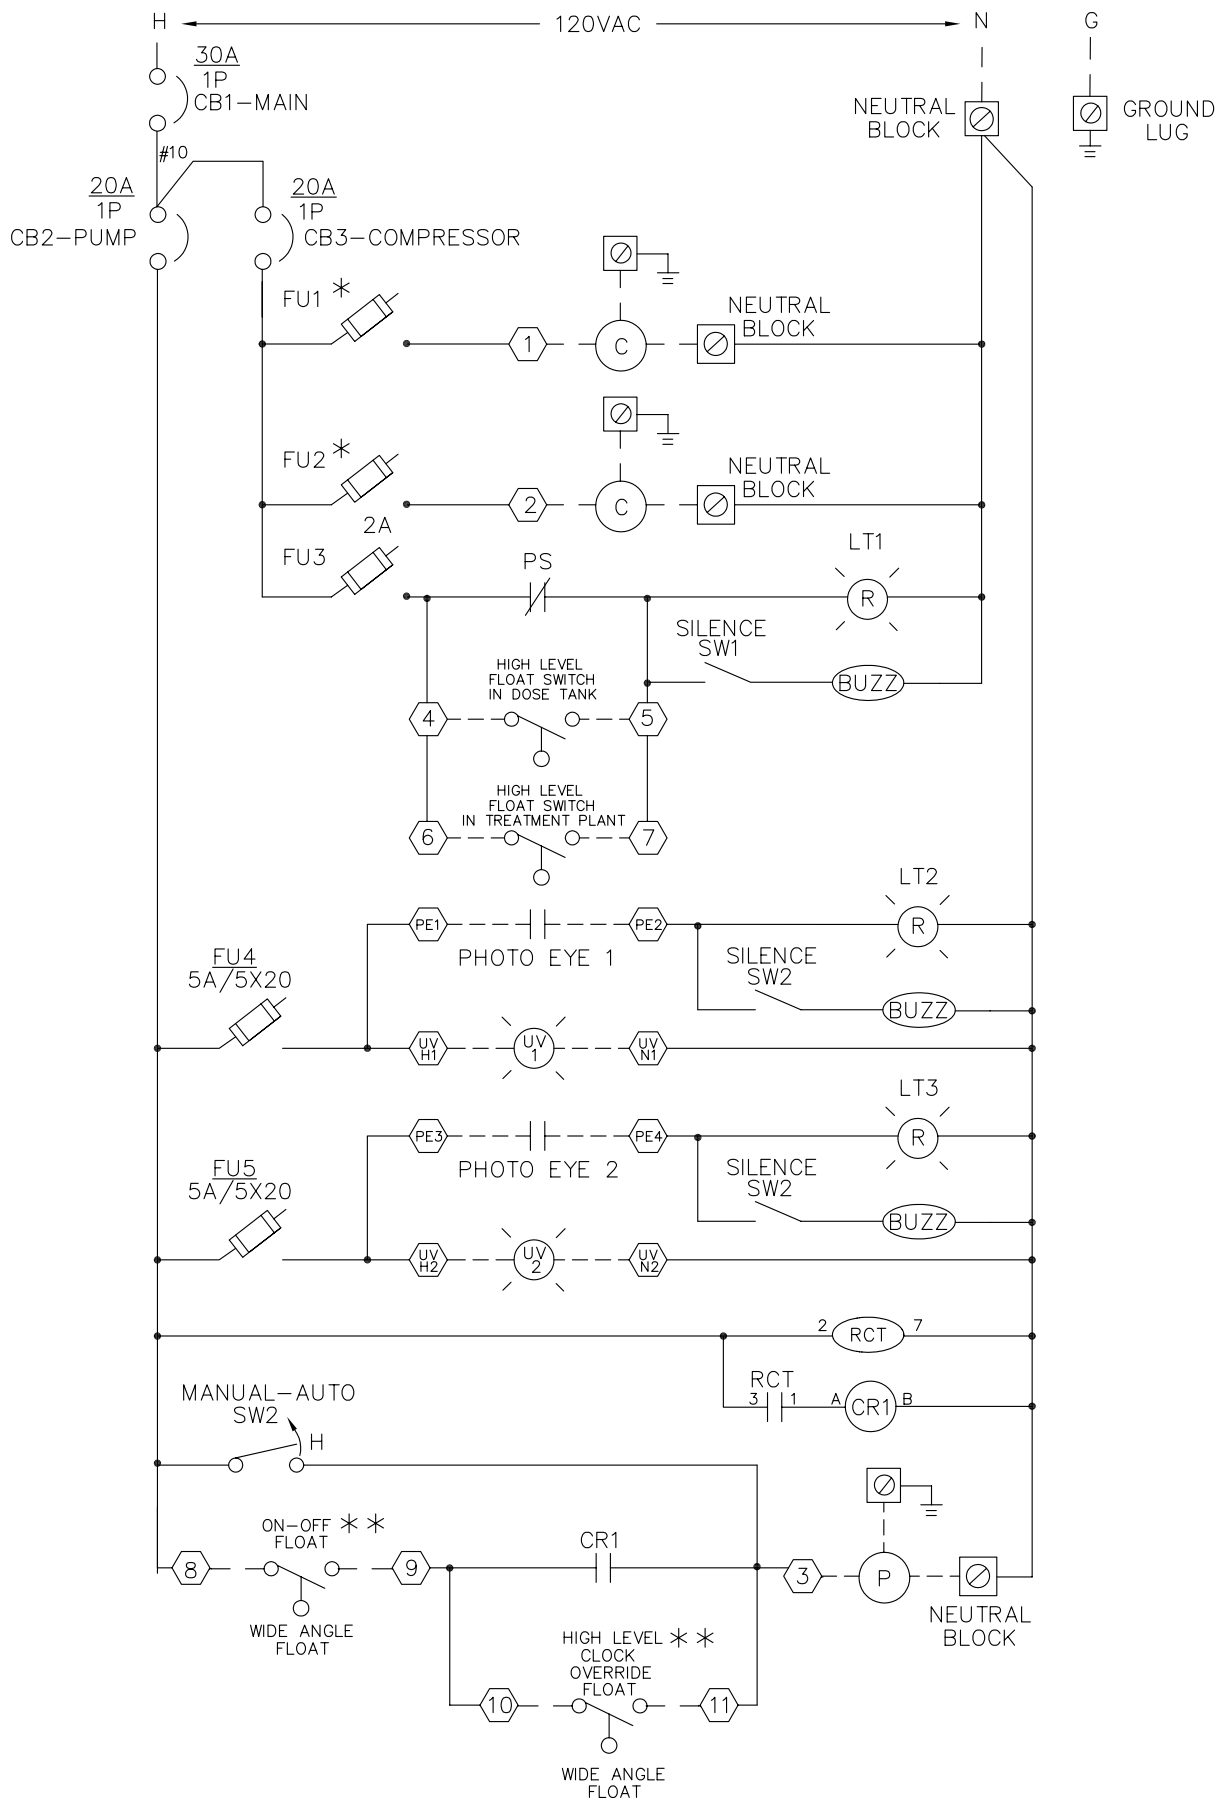 H 120VAC N G
30A
1P
CB1-MAIN
NEUTRAL
BLOCK
GROUND
LUG
#10
20A
1P
CB2-PUMP
20A
1P
CB3-COMPRESSOR
FU1 *
1
C
NEUTRAL
BLOCK
FU2 *
2
C
NEUTRAL
BLOCK
2A
FU3
PS
LT1
R
SILENCE
SW1
BUZZ
HIGH LEVEL
FLOAT SWITCH
IN DOSE TANK
4
5
HIGH LEVEL
FLOAT SWITCH
IN TREATMENT PLANT
6
7
LT2
PE1
PE2
R
PHOTO EYE 1
FU4
5A/5X20
SILENCE
SW2
BUZZ
UV
H1
UV
1
UV
N1
LT3
PE3
PE4
R
PHOTO EYE 2
FU5
5A/5X20
SILENCE
SW2
BUZZ
UV
H2
UV
2
UV
N2
2 RCT 7
RCT
3 1 A CR1 B
MANUAL-AUTO
SW2
H
ON-OFF * *
FLOAT
8
9
WIDE ANGLE
FLOAT
CR1
3
P
NEUTRAL
BLOCK
HIGH LEVEL * *
CLOCK
OVERRIDE
FLOAT
10
11
WIDE ANGLE
FLOAT